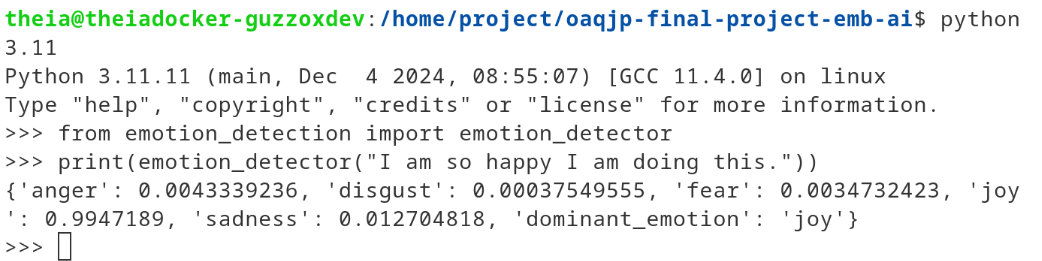 theia@theiadocker-guzzoxdev:/home/project/oaqjp-final-project-emb-ai$ python
3.11
Python 3.11.11 (main, Dec  4 2024, 08:55:07) [GCC 11.4.0] on linux
Type "help", "copyright", "credits" or "license" for more information.
>>> from emotion_detection import emotion_detector
>>> print(emotion_detector("I am so happy I am doing this."))
{'anger': 0.0043339236, 'disgust': 0.00037549555, 'fear': 0.0034732423, 'joy
': 0.9947189, 'sadness': 0.012704818, 'dominant_emotion': 'joy'}
>>>